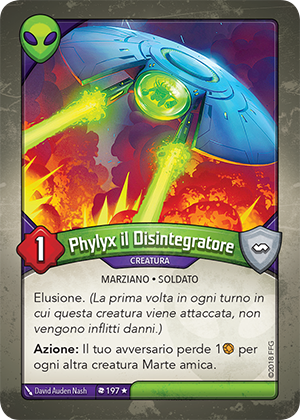 Phylyx il Disintegratore
1
CREATURA
MARZIANO • SOLDATO
Elusione. (La prima volta in ogni turno in
cui questa creatura viene attaccata, non
vengono inflitti danni.)
Azione: Il tuo avversario perde 1 per
ogni altra creatura Marte amica.
©2018 FFG
David Auden Nash
197 ★